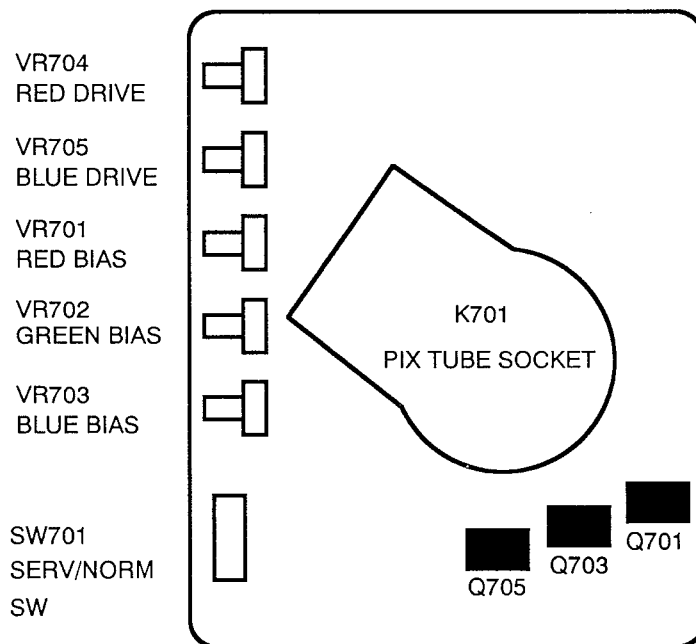 VR704
RED DRIVE
VR705
BLUE DRIVE
VR701
RED BIAS
VR702
GREEN BIAS
VR703
BLUE BIAS
SW701
SERV/NORM
SW
K701
PIX TUBE SOCKET
Q705
Q703
Q701